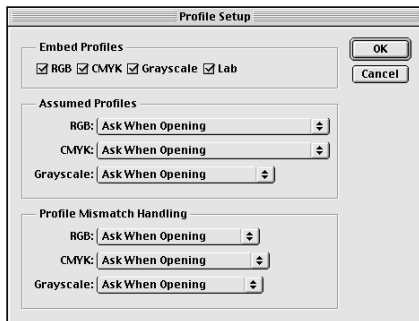 Profile Setup
Embed Profiles
RGB CMYK Grayscale Lab
OK
Cancel
Assumed Profiles
RGB: Ask When Opening
CMYK: Ask When Opening
Grayscale: Ask When Opening
Profile Mismatch Handling
RGB: Ask When Opening
CMYK: Ask When Opening
Grayscale: Ask When Opening